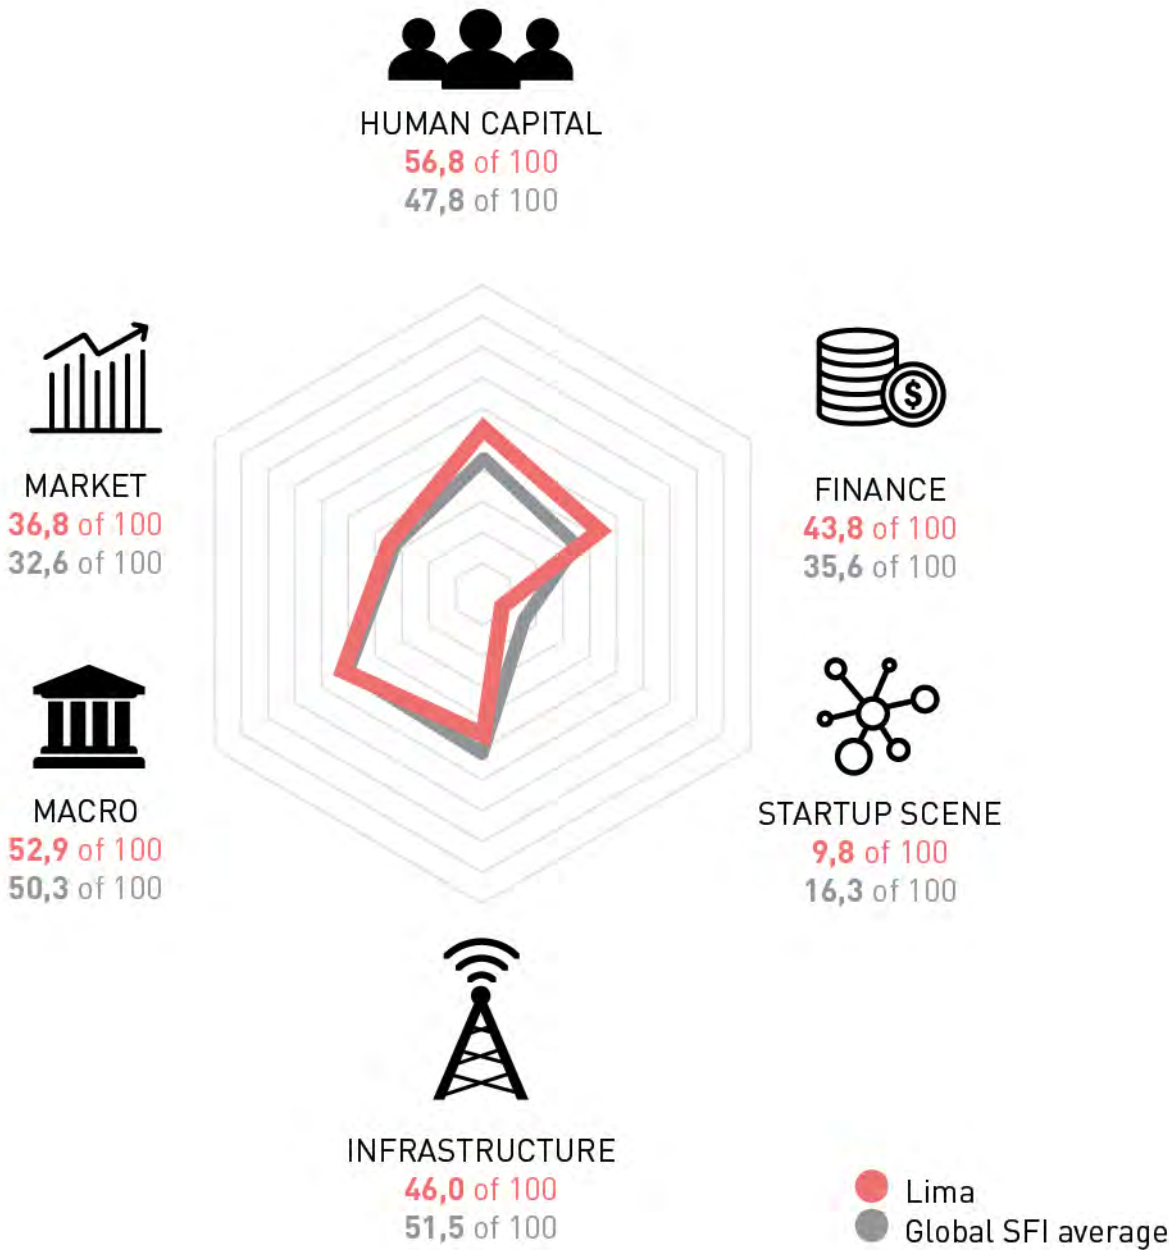 HUMAN CAPITAL
56,8 of 100
47,8 of 100
MARKET
36,8 of 100
32,6 of 100
$
FINANCE
43,8 of 100
35,6 of 100
MACRO
52,9 of 100
50,3 of 100
STARTUP SCENE
9,8 of 100
16,3 of 100
INFRASTRUCTURE
46,0 of 100
51,5 of 100
Lima
Global SFI average